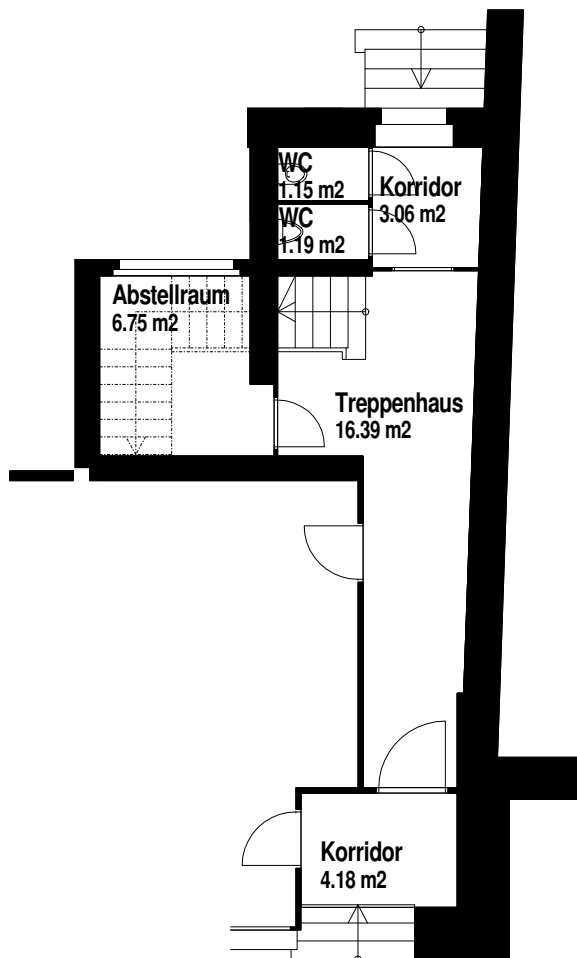 WC
1.15 m2
Korridor
3.06 m2
WC
1.19 m2
Abstellraum
6.75 m2
Treppenhaus
16.39 m2
Korridor
4.18 m2